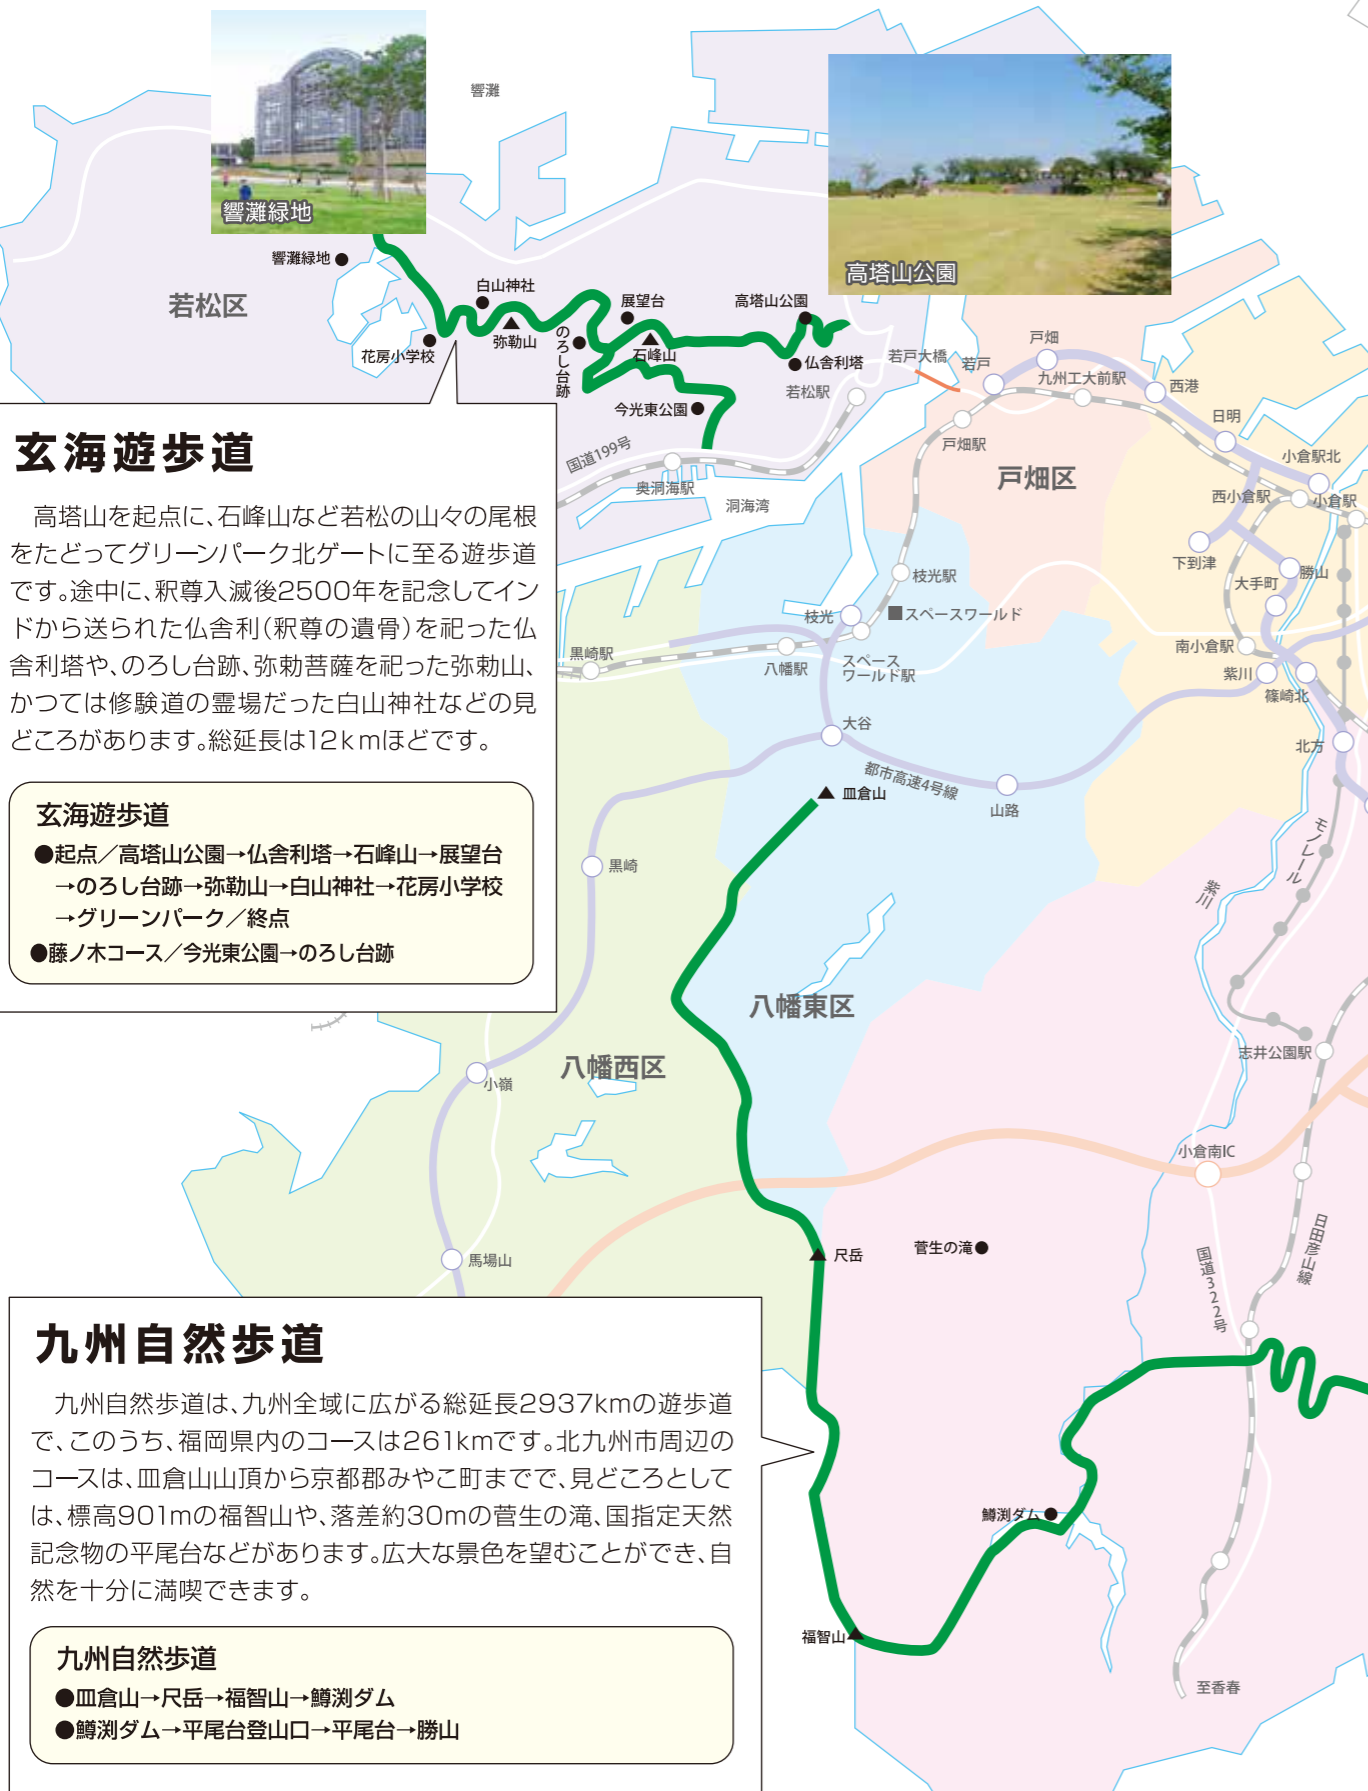 響灘
響灘緑地
高塔山公園
響灘緑地
若松区
白山神社
弥勒山
花房小学校
のろし台跡
展望台
石峰山
高塔山公園
仏舎利塔
今光東公園
若松駅
若戸大橋
国道199号
奥洞海駅
洞海湾
若戸
戸畑
九州工大前駅
西港
日明
戸畑駅
戸畑区
小倉駅北
西小倉駅
小倉駅
下到津
勝山
大手町
南小倉駅
紫川
篠崎北
北方
枝光駅
枝光
■スペースワールド
黒崎駅
八幡駅
スペース
ワールド駅
大谷
都市高速4号線
山路
皿倉山
黒崎
モノレール
紫川
八幡東区
八幡西区
小嶺
志井公園駅
小倉南IC
馬場山
尺岳
菅生の滝
国道322号
日田彦山線
鱒渕ダム
福智山
至香春
玄海遊歩道
高塔山を起点に、石峰山など若松の山々の尾根
をたどってグリーンパーク北ゲートに至る遊歩道
です。途中に、釈尊入滅後2500年を記念してイン
ドから送られた仏舎利(釈尊の遺骨)を祀った仏
舎利塔や、のろし台跡、弥勒菩薩を祀った弥勒山、
かつては修験道の霊場だった白山神社などの見
どころがあります。総延長は12kmほどです。
玄海遊歩道
●起点／高塔山公園→仏舎利塔→石峰山→展望台
→のろし台跡→弥勒山→白山神社→花房小学校
→グリーンパーク／終点
●藤ノ木コース／今光東公園→のろし台跡
九州自然歩道
九州自然歩道は、九州全域に広がる総延長2937kmの遊歩道
で、このうち、福岡県内のコースは261kmです。北九州市周辺の
コースは、皿倉山山頂から京都郡みやこ町までで、見どころとして
は、標高901mの福智山や、落差約30mの菅生の滝、国指定天然
記念物の平尾台などがあります。広大な景色を望むことができ、自
然を十分に満喫できます。
九州自然歩道
●皿倉山→尺岳→福智山→鱒渕ダム
●鱒渕ダム→平尾台登山口→平尾台→勝山